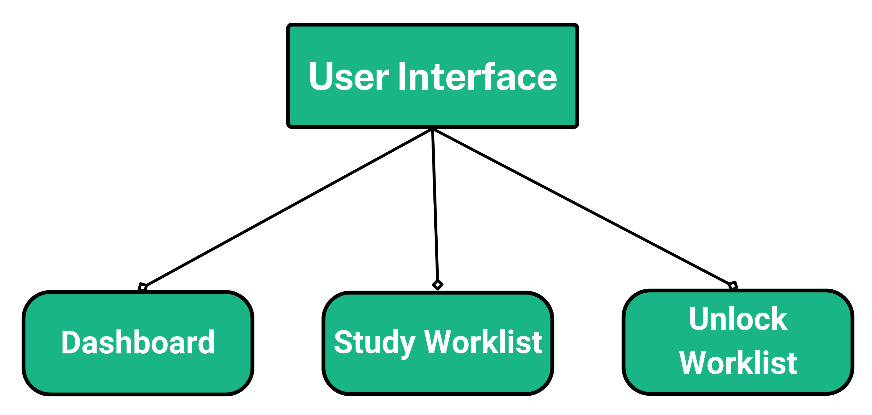 User Interface
Dashboard
Study Worklist
Unlock
Worklist